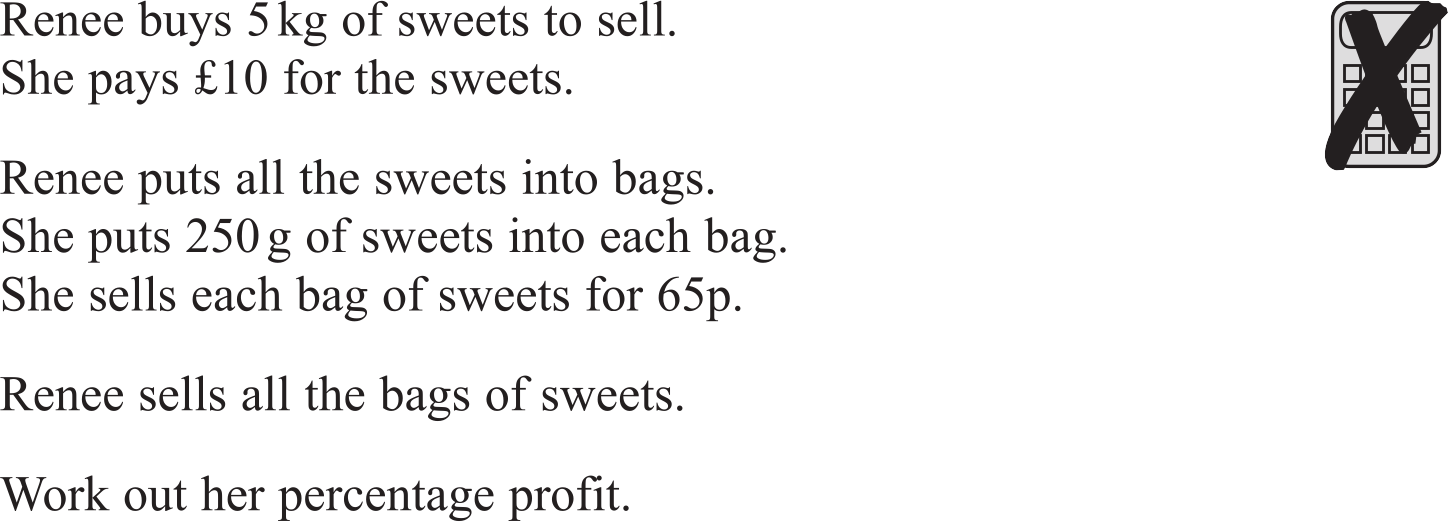 Renee buys 5 kg of sweets to sell.
She pays £10 for the sweets.
Renee puts all the sweets into bags.
She puts 250 g of sweets into each bag.
She sells each bag of sweets for 65p.
Renee sells all the bags of sweets.
Work out her percentage profit.